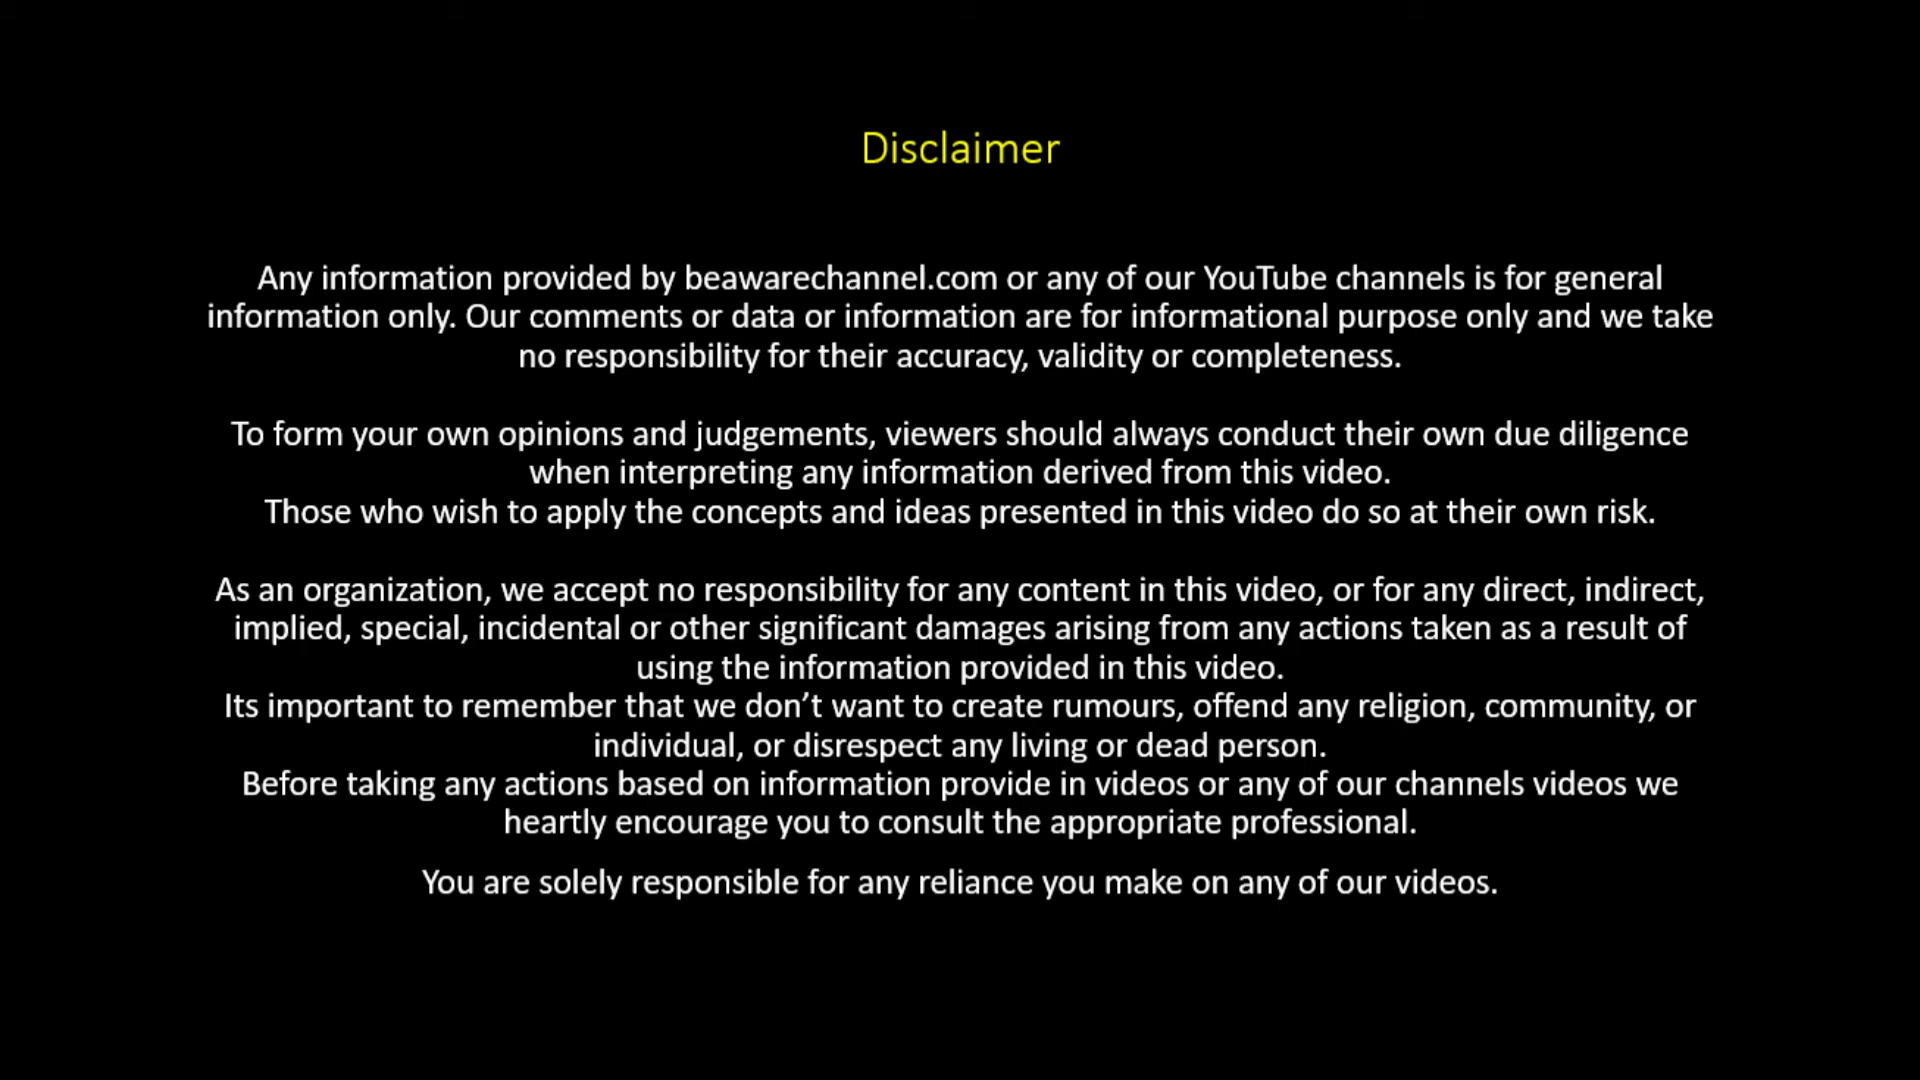 Disclaimer
Any information provided by beawarechannel.com or any of our YouTube channels is for general
information only. Our comments or data or information are for informational purpose only and we take
no responsibility for their accuracy, validity or completeness.
To form your own opinions and judgements, viewers should always conduct their own due diligence
when interpreting any information derived from this video.
Those who wish to apply the concepts and ideas presented in this video do so at their own risk.
As an organization, we accept no responsibility for any content in this video, or for any direct, indirect,
implied, special, incidental or other significant damages arising from any actions taken as a result of
using the information provided in this video.
Its important to remember that we don’t want to create rumours, offend any religion, community, or
individual, or disrespect any living or dead person.
Before taking any actions based on information provide in videos or any of our channels videos we
heartly encourage you to consult the appropriate professional.
You are solely responsible for any reliance you make on any of our videos.